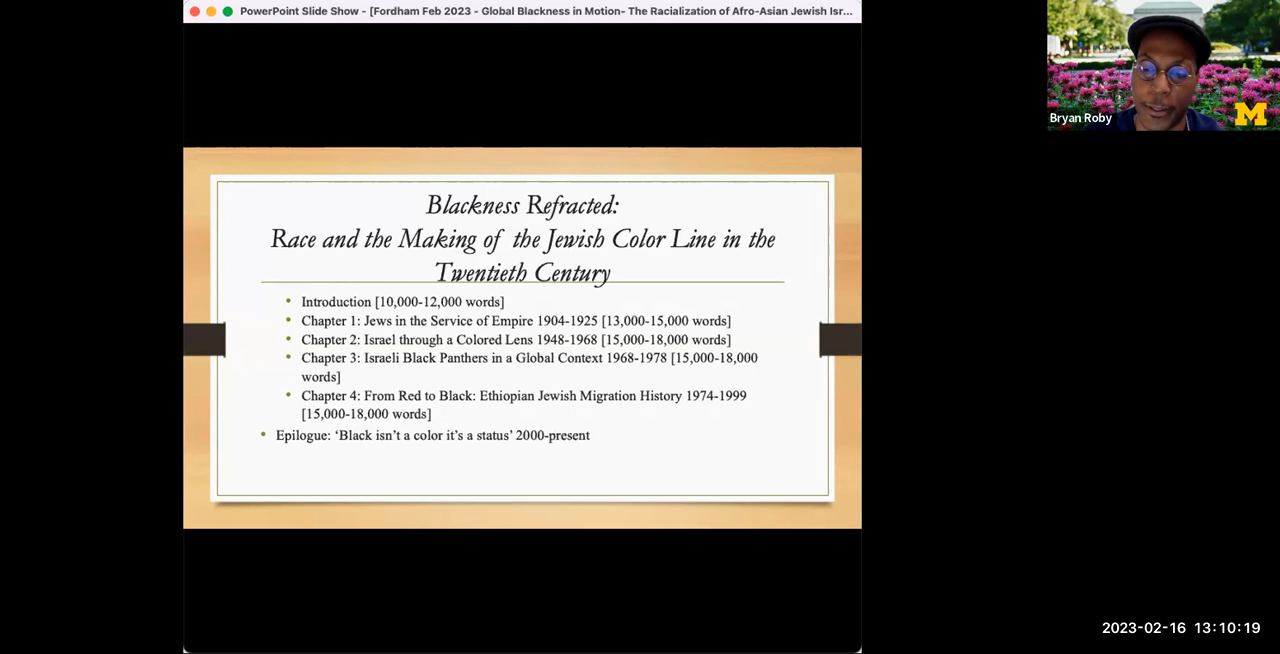 PowerPoint Slide Show - [Fordham Feb 2023 - Global Blackness in Motion- The Racialization of Afro-Asian Jewish Isr...
Bryan Roby
M
Blackness Refracted:
Race and the Making of the Jewish Color Line in the
Twentieth Century
• Introduction [10,000-12,000 words]
• Chapter 1: Jews in the Service of Empire 1904-1925 [13,000-15,000 words]
• Chapter 2: Israel through a Colored Lens 1948-1968 [15,000-18,000 words]
• Chapter 3: Israeli Black Panthers in a Global Context 1968-1978 [15,000-18,000
words]
• Chapter 4: From Red to Black: Ethiopian Jewish Migration History 1974-1999
[15,000-18,000 words]
• Epilogue: ‘Black isn’t a color it’s a status’ 2000-present
2023-02-16 13:10:19